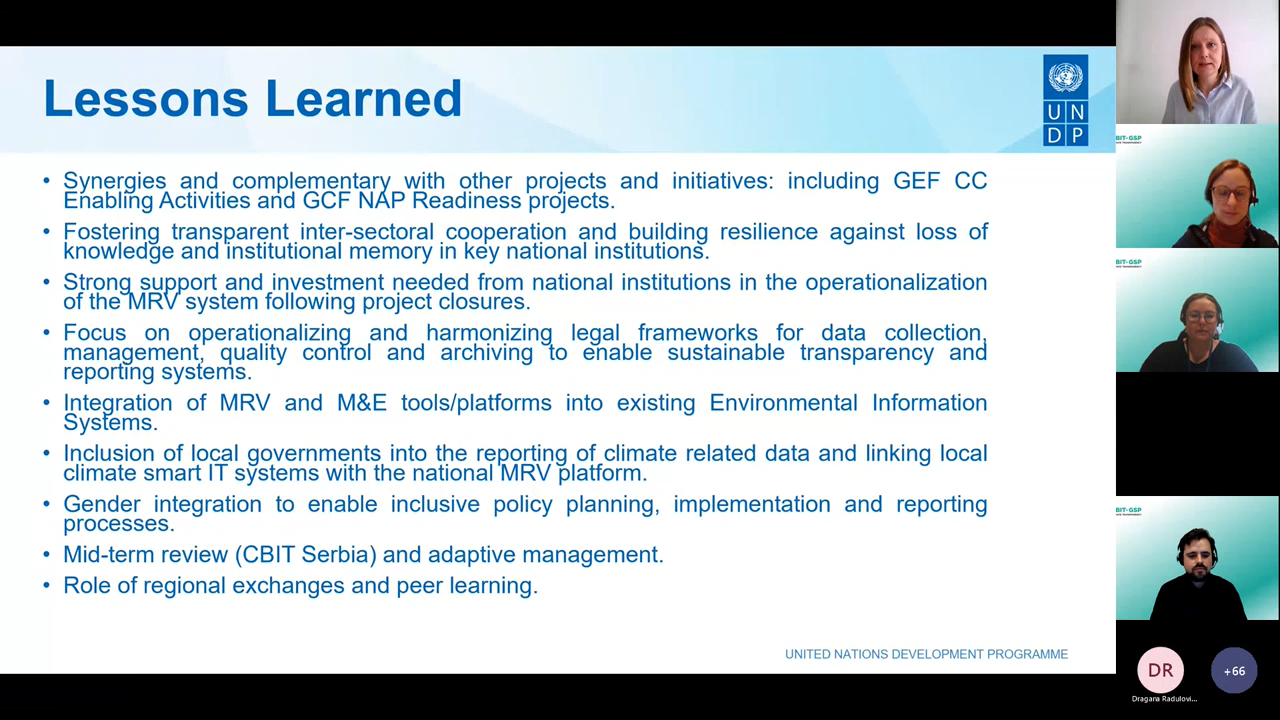 Lessons Learned
UN
DP
• Synergies and complementary with other projects and initiatives: including GEF CC
Enabling Activities and GCF NAP Readiness projects.
• Fostering transparent inter-sectoral cooperation and building resilience against loss of
knowledge and institutional memory in key national institutions.
• Strong support and investment needed from national institutions in the operationalization
of the MRV system following project closures.
• Focus on operationalizing and harmonizing legal frameworks for data collection,
management, quality control and archiving to enable sustainable transparency and
reporting systems.
• Integration of MRV and M&E tools/platforms into existing Environmental Information
Systems.
• Inclusion of local governments into the reporting of climate related data and linking local
climate smart IT systems with the national MRV platform.
• Gender integration to enable inclusive policy planning, implementation and reporting
processes.
• Mid-term review (CBIT Serbia) and adaptive management.
• Role of regional exchanges and peer learning.
UNITED NATIONS DEVELOPMENT PROGRAMME
BIT-GSP
BIT-GSP
BIT-GSP
DR
+66
Dragana Radulovi...